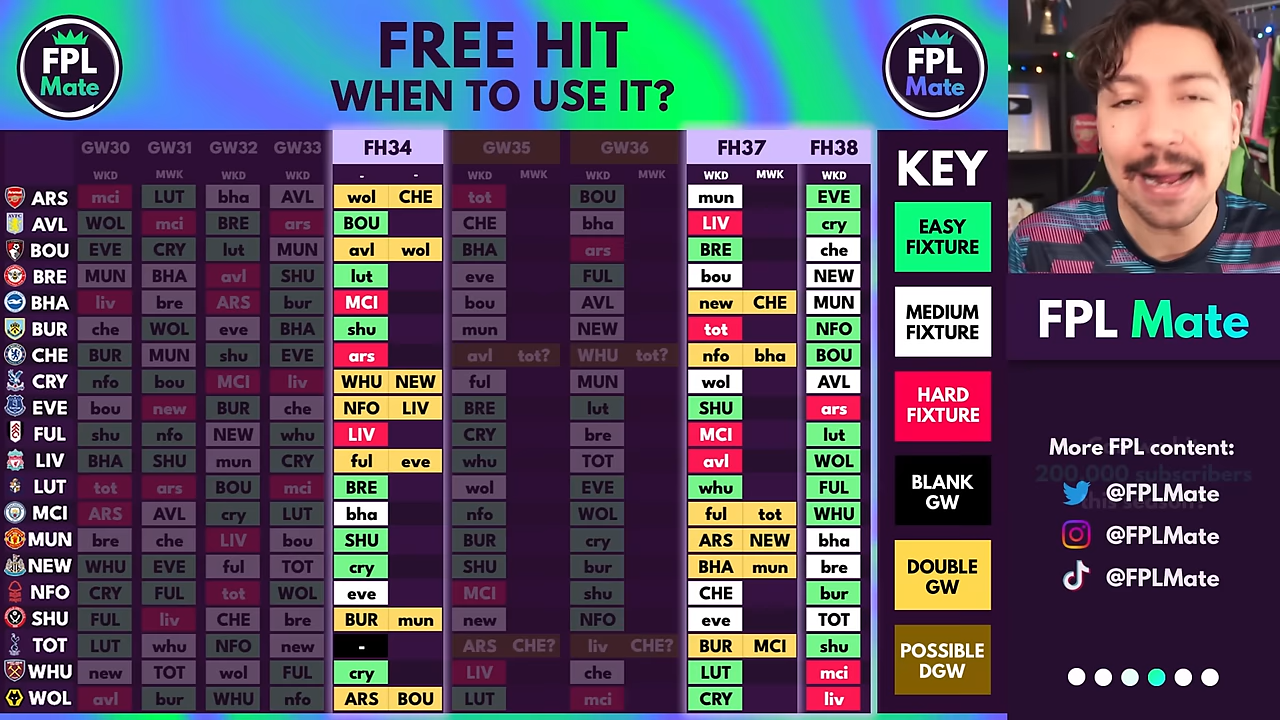 FPL
Mate
FREE HIT
WHEN TO USE IT?
FPL
Mate
GW30 GW31 GW32 GW33 FH34 GW35 GW36 FH37 FH38
WKD MWK WKD WKD - - WKD MWK WKD MWK WKD MWK WKD
ARS mci LUT bha AVL wol CHE tot BOU mun EVE
AVL WOL mci BRE ars BOU CHE bha LIV cry
BOU EVE CRY lut MUN avl wol BHA ars BRE che
BRE MUN BHA avl SHU lut eve FUL bou NEW
BHA liv bre ARS bur MCI bou AVL new CHE MUN
BUR che WOL eve BHA shu mun NEW tot NFO
CHE BUR MUN shu EVE ars avl tot? WHU tot? nfo bha BOU
CRY nfo bou MCI liv WHU NEW ful MUN wol AVL
EVE bou new BUR che NFO LIV BRE lut SHU ars
FUL shu nfo NEW whu LIV CRY bre MCI lut
LIV BHA SHU mun CRY ful eve whu TOT avl WOL
LUT tot ars BOU mci BRE wol EVE whu FUL
MCI ARS AVL cry LUT bha nfo WOL ful tot WHU
MUN bre che LIV bou SHU BUR cry ARS NEW bha
NEW WHU EVE ful TOT cry SHU bur BHA mun bre
NFO CRY FUL tot WOL eve MCI shu CHE bur
SHU FUL liv CHE bre BUR mun new NFO eve TOT
TOT LUT whu NFO new - ARS CHE? liv CHE? BUR MCI shu
WHU new TOT wol FUL cry LIV che LUT mci
WOL avl bur WHU nfo ARS BOU LUT mci CRY liv
KEY
EASY
FIXTURE
MEDIUM
FIXTURE
HARD
FIXTURE
BLANK
GW
DOUBLE
GW
POSSIBLE
DGW
FPL Mate
More FPL content:
200,000 subscribers
@FPLMate
this season?
@FPLMate
@FPLMate